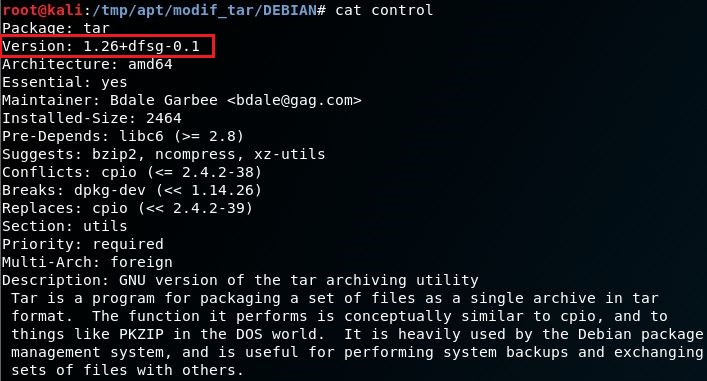 root@kali:/tmp/apt/modif_tar/DEBIAN# cat control
Package: tar
Version: 1.26+dfsg-0.1
Architecture: amd64
Essential: yes
Maintainer: Bdale Garbee <bdale@gag.com>
Installed-Size: 2464
Pre-Depends: libc6 (>= 2.8)
Suggests: bzip2, ncompress, xz-utils
Conflicts: cpio (<= 2.4.2-38)
Breaks: dpkg-dev (<< 1.14.26)
Replaces: cpio (<< 2.4.2-39)
Section: utils
Priority: required
Multi-Arch: foreign
Description: GNU version of the tar archiving utility
 Tar is a program for packaging a set of files as a single archive in tar
 format.  The function it performs is conceptually similar to cpio, and to
 things like PKZIP in the DOS world.  It is heavily used by the Debian package
 management system, and is useful for performing system backups and exchanging
 sets of files with others.